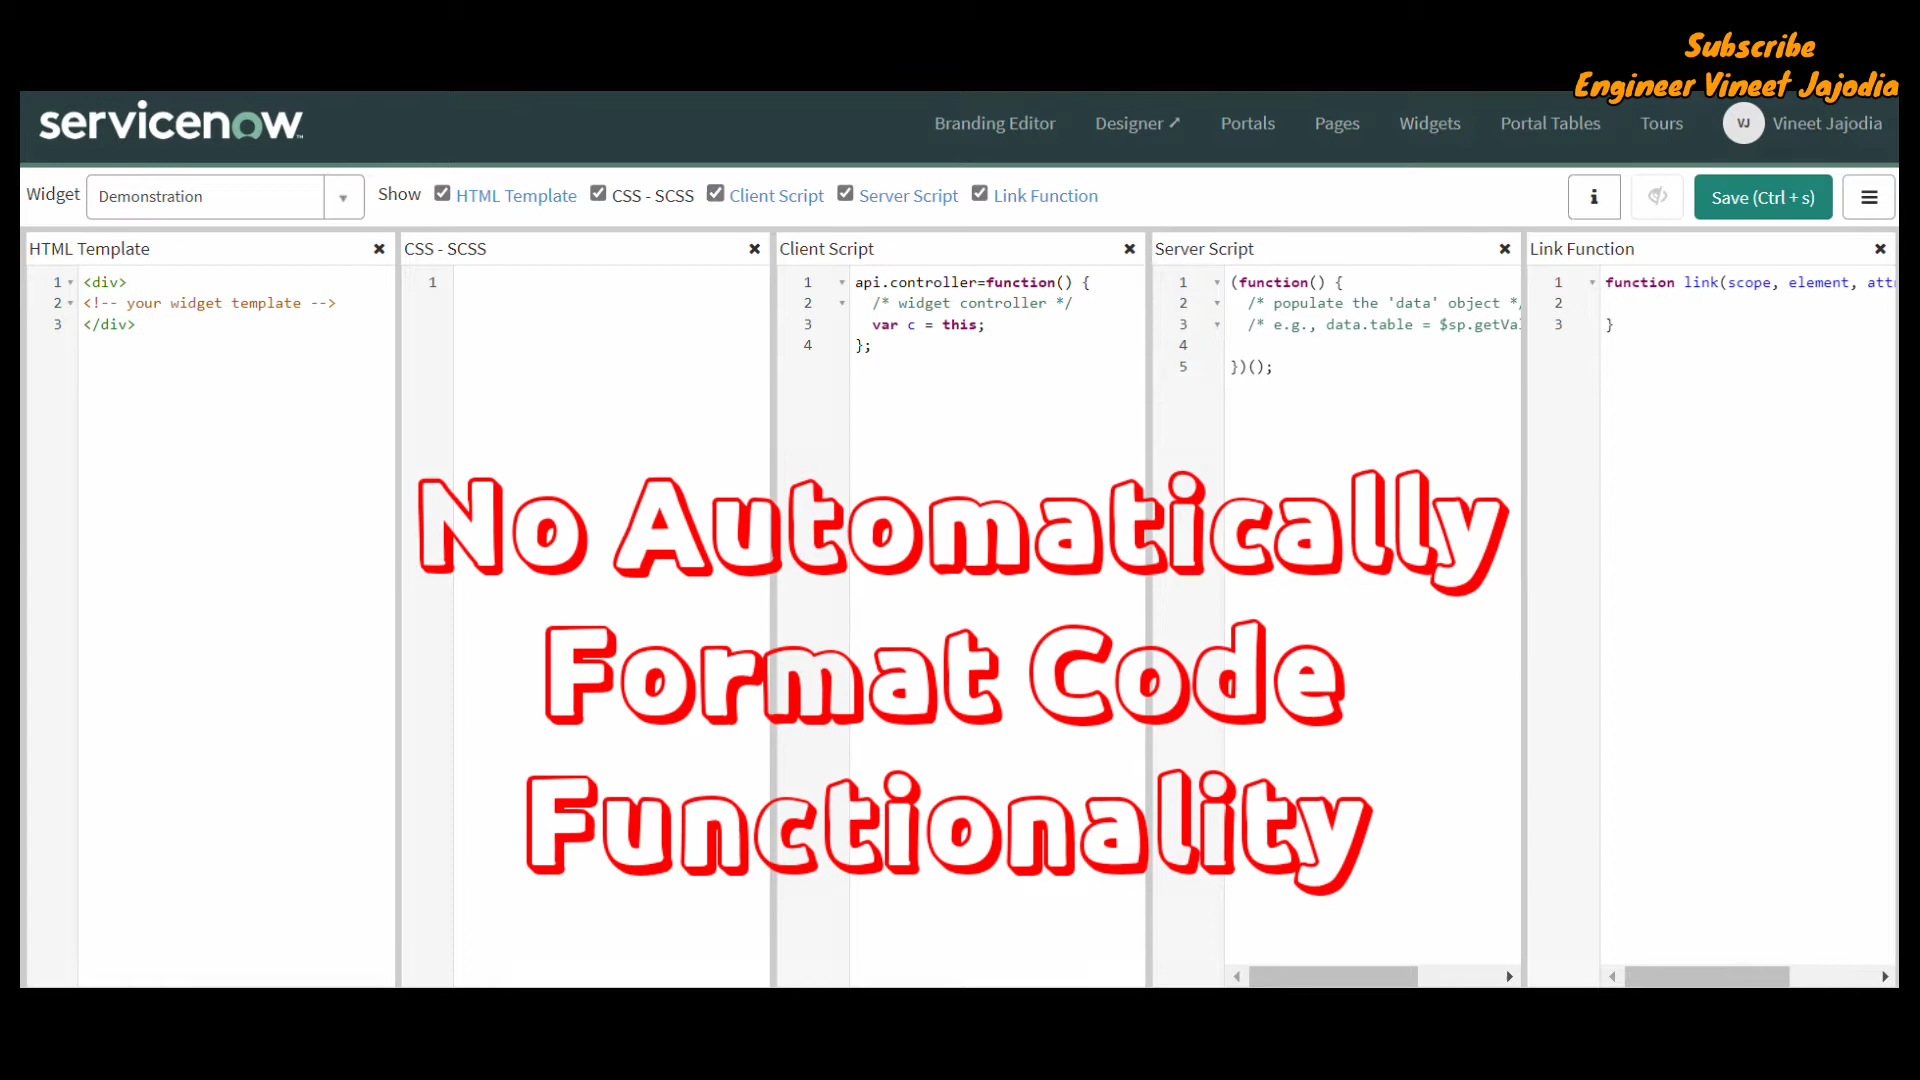 Subscribe
Engineer Vineet Jajodia
servicenow
Branding Editor Designer Portals Pages Widgets Portal Tables Tours VJ Vineet Jajodia
Widget Demonstration Show HTML Template CSS - SCSS Client Script Server Script Link Function i Save (Ctrl + s)
HTML Template
1 <div>
2 <!-- your widget template -->
3 </div>
CSS - SCSS
1
Client Script
1 api.controller=function() {
2 /* widget controller */
3 var c = this;
4 };
Server Script
1 (function() {
2 /* populate the 'data' object *
3 /* e.g., data.table = $sp.getVa
4
5 })();
Link Function
1 function link(scope, element, att
2
3 }
No Automatically
Format Code
Functionality